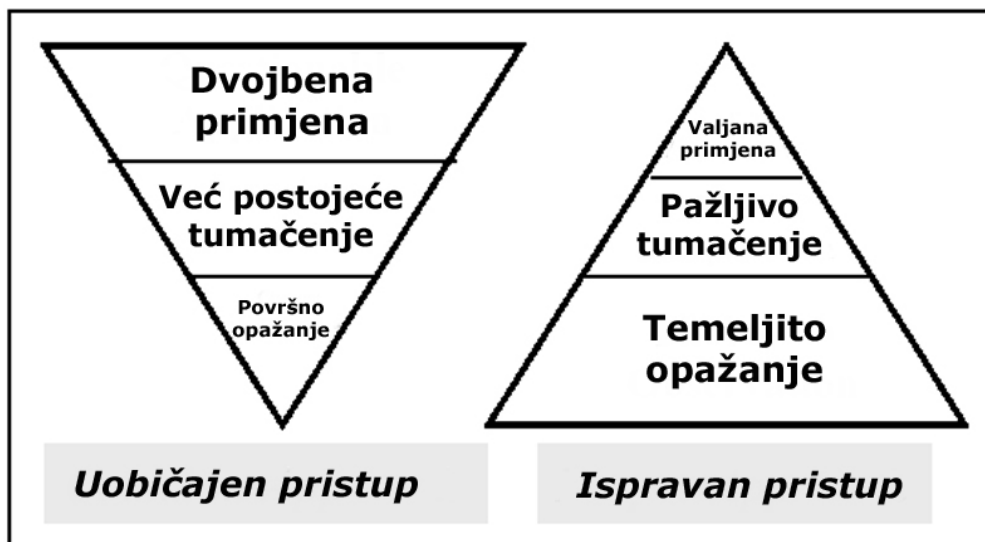 Dvojbena
primjena
Već postojeće
tumačenje
Površno
opažanje
Uobičajen pristup
Valjana
primjena
Pažljivo
tumačenje
Temeljito
opažanje
Ispravan pristup